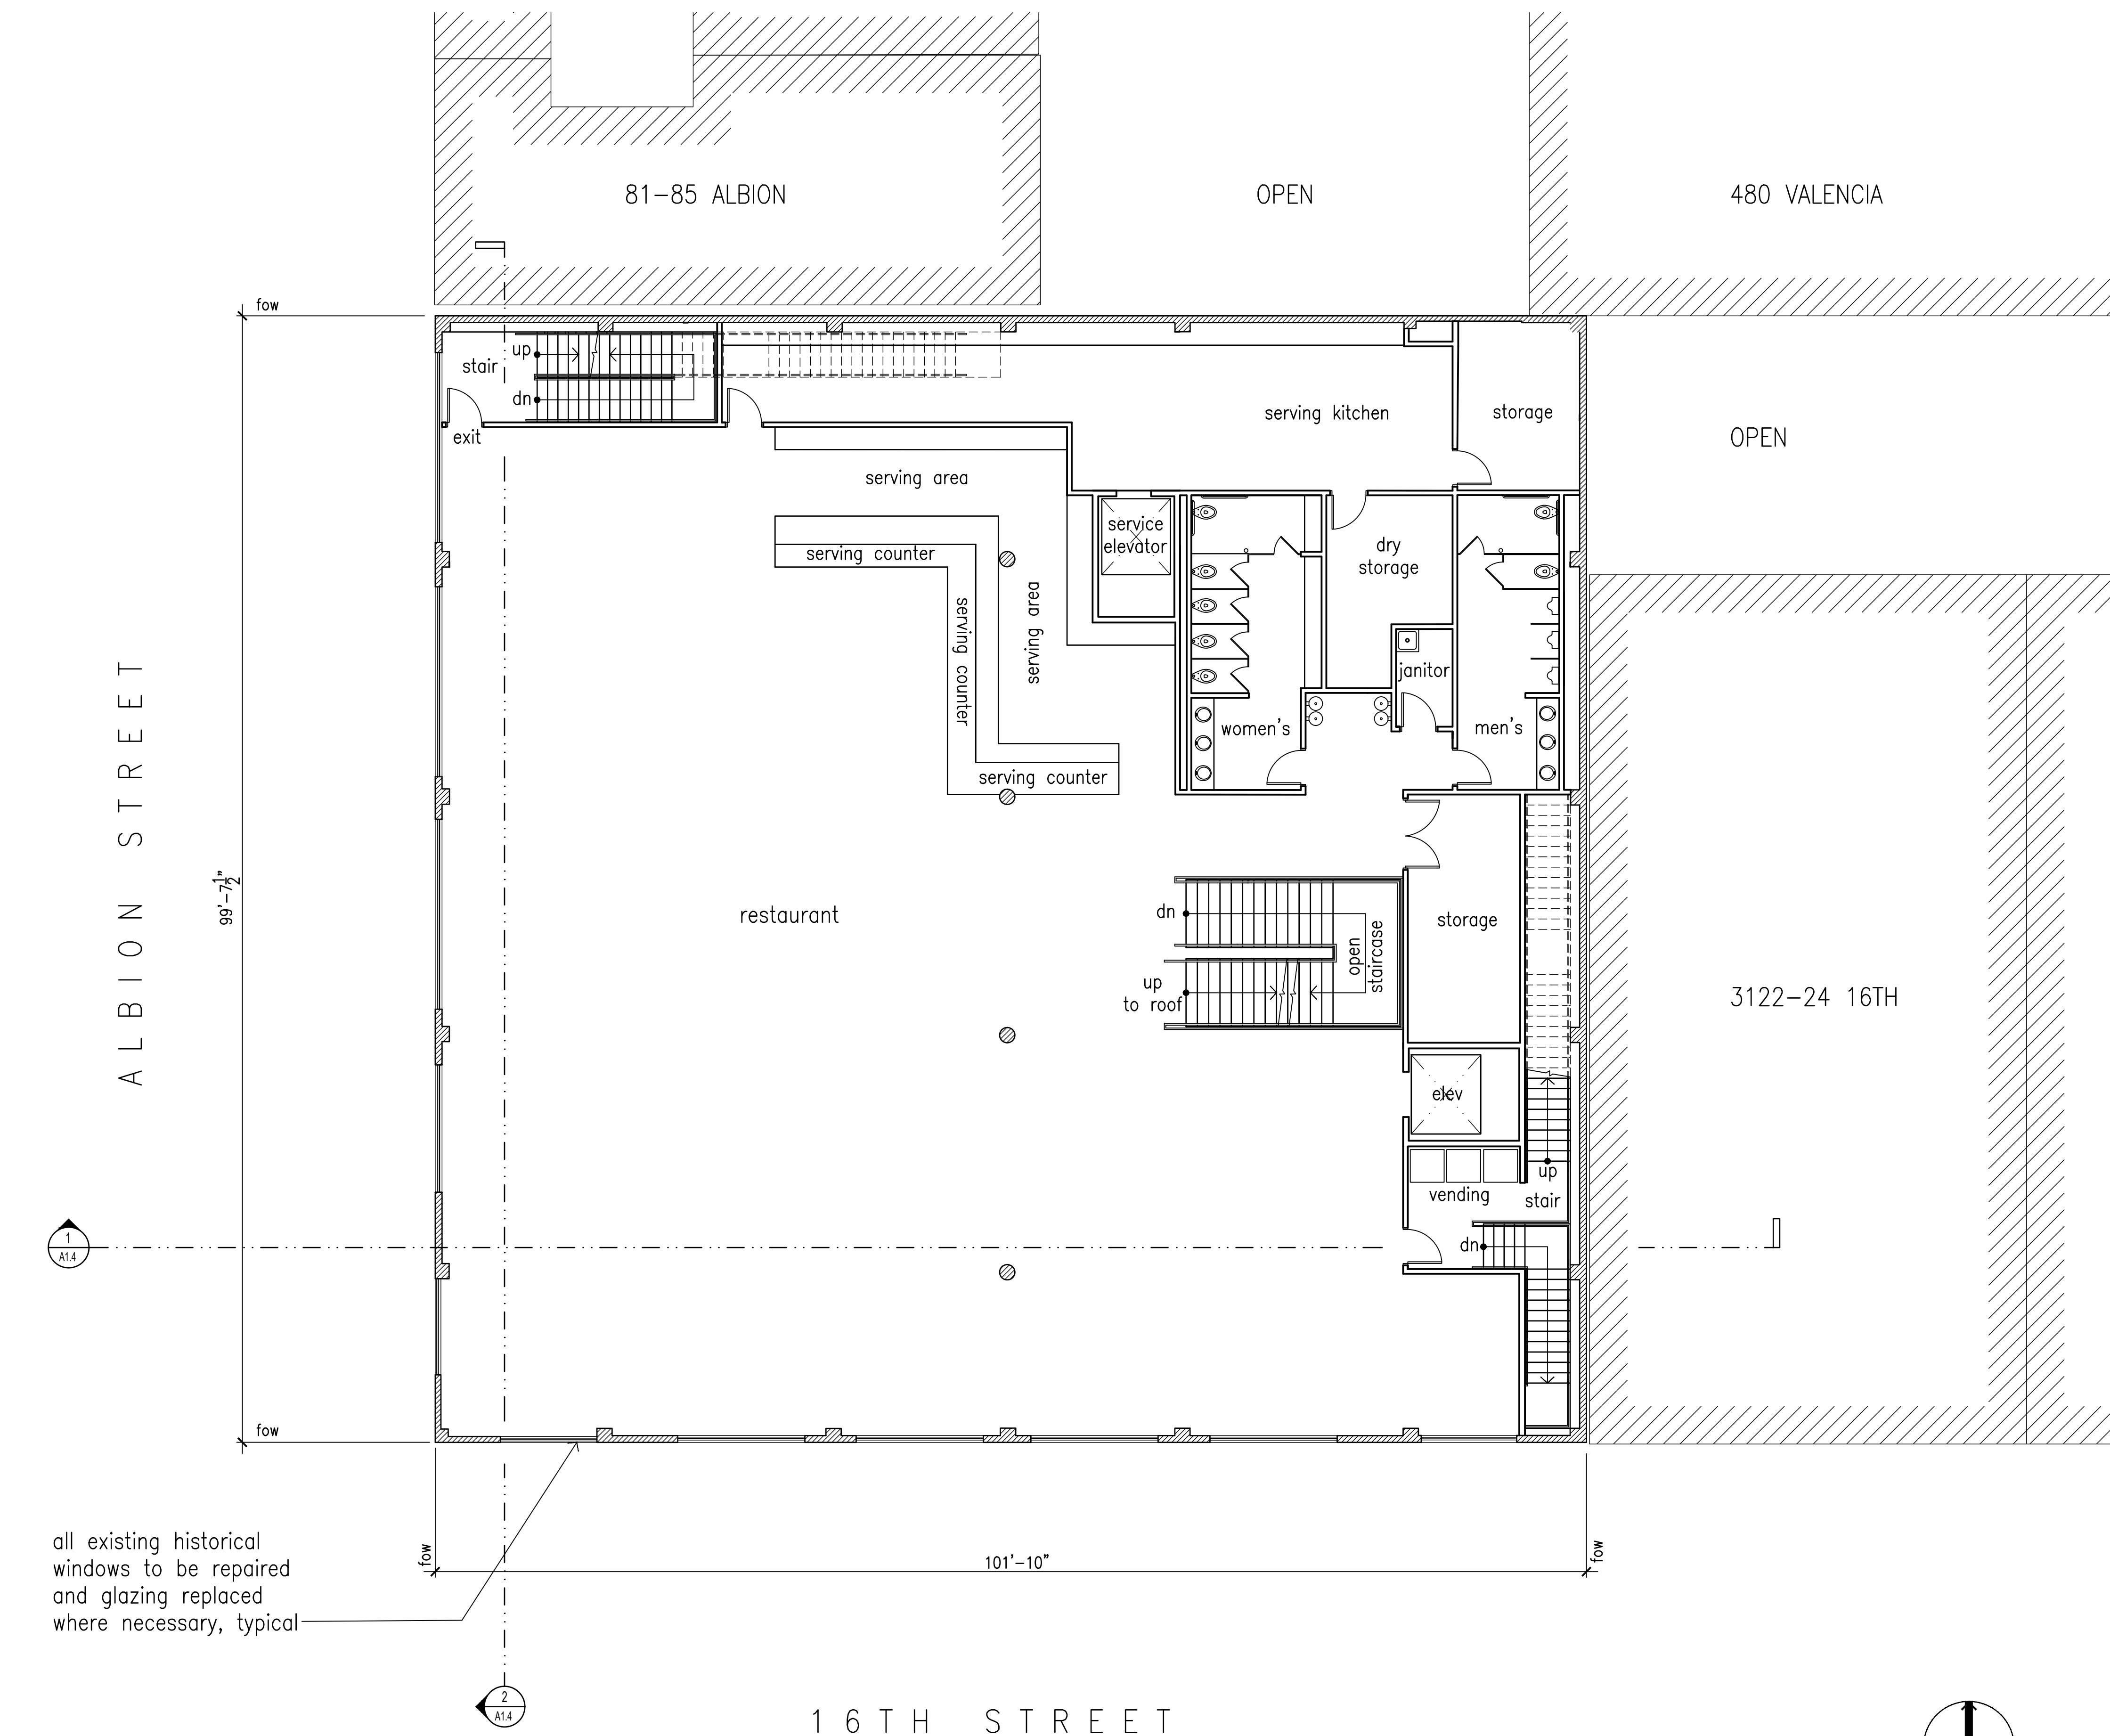 81-85 ALBION
OPEN
480 VALENCIA
fow
up
stair
dn
exit
serving kitchen
storage
OPEN
serving area
service
elevator
serving counter
dry
storage
serving area
serving counter
janitor
women's
men's
serving counter
ALBION STREET
99'-7 1/2"
restaurant
dn
open
staircase
storage
up
to roof
3122-24 16TH
elev
up
vending
stair
dn
1
A1.4
fow
all existing historical
windows to be repaired
and glazing replaced
where necessary, typical
fow
101'-10"
fow
2
A1.4
16TH STREET